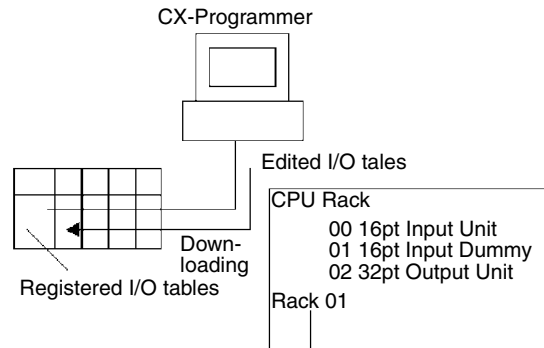 CX-Programmer
Edited I/O tales
CPU Rack
00 16pt Input Unit
01 16pt Input Dummy
02 32pt Output Unit
Rack 01
Down-
loading
Registered I/O tables